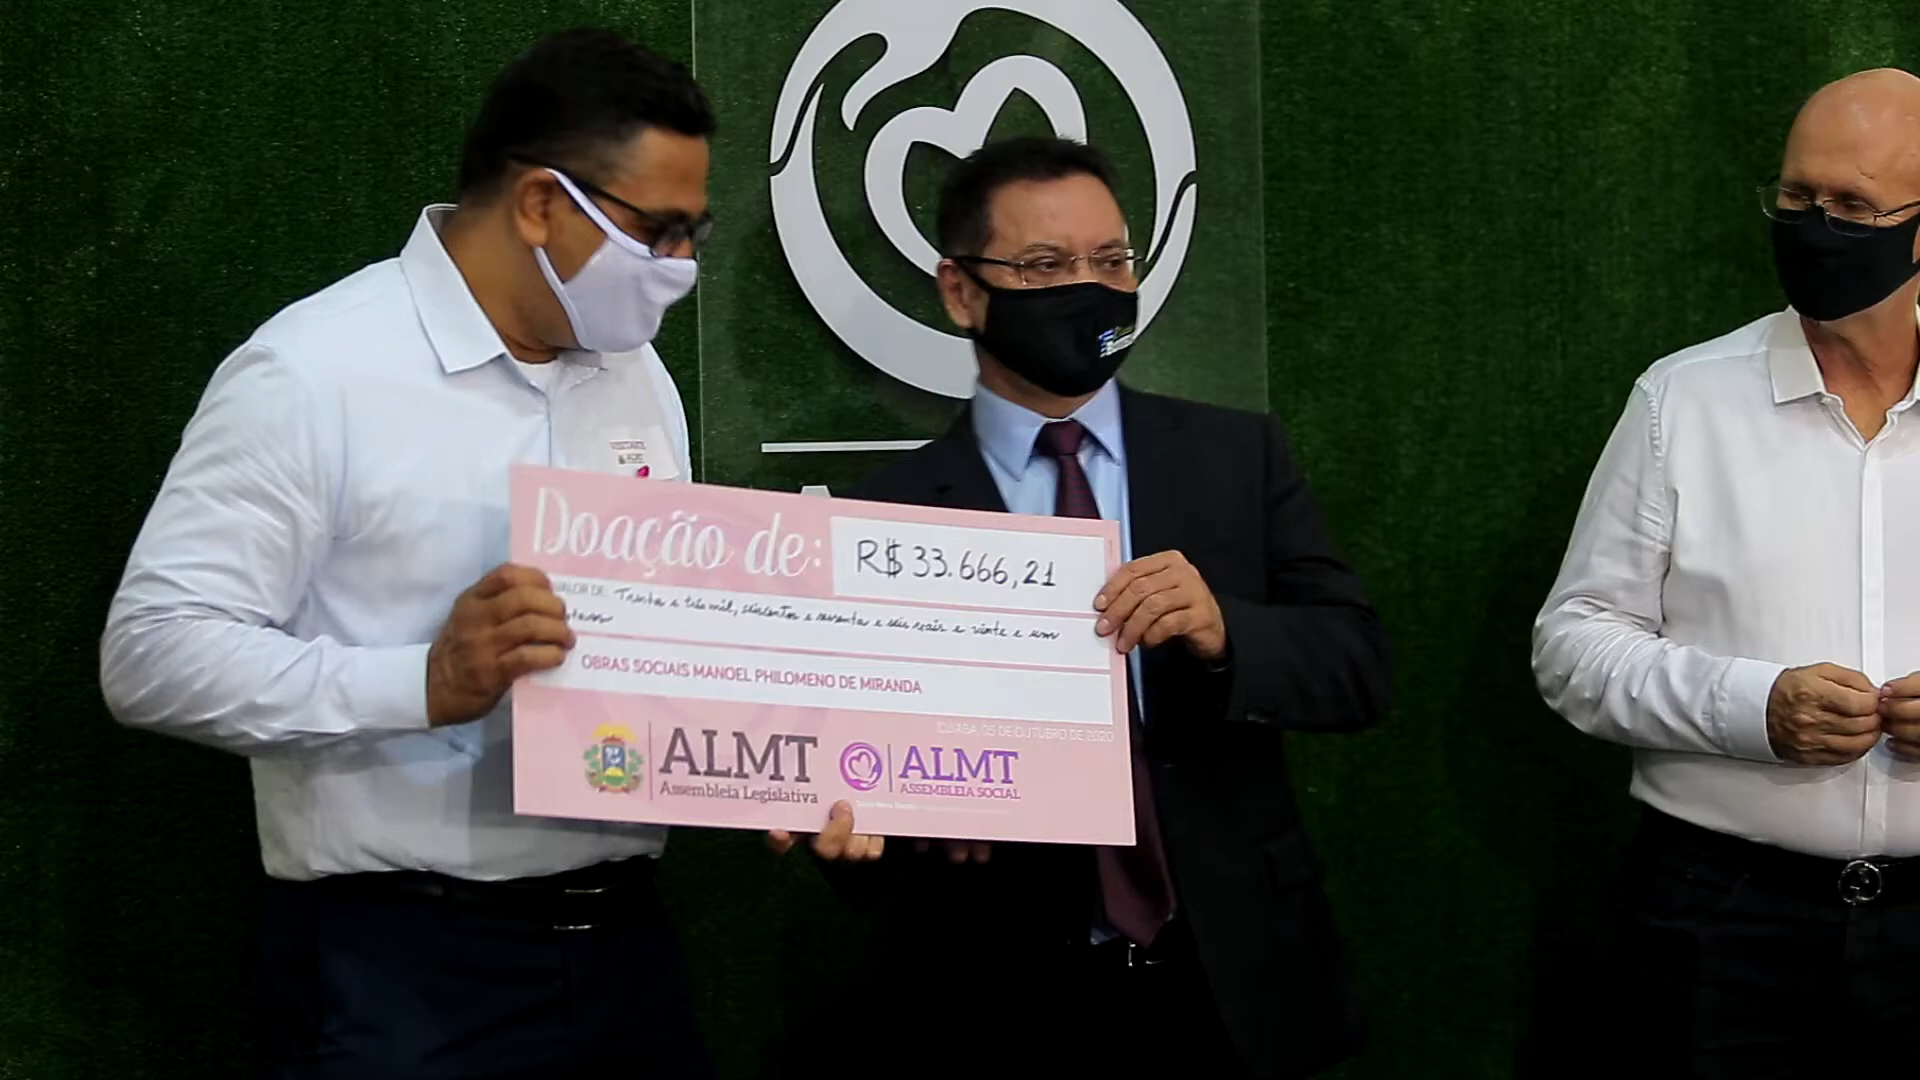 VISITANTE
Doação de:
R$ 33.666,21
VALOR DE: Trinta e três mil, seiscentos e sessenta e seis reais e vinte e um
OBRAS SOCIAIS MANOEL PHILOMENO DE MIRANDA
CUIABÁ, 05 DE OUTUBRO DE 2020
ALMT
Assembleia Legislativa
ALMT
ASSEMBLEIA SOCIAL